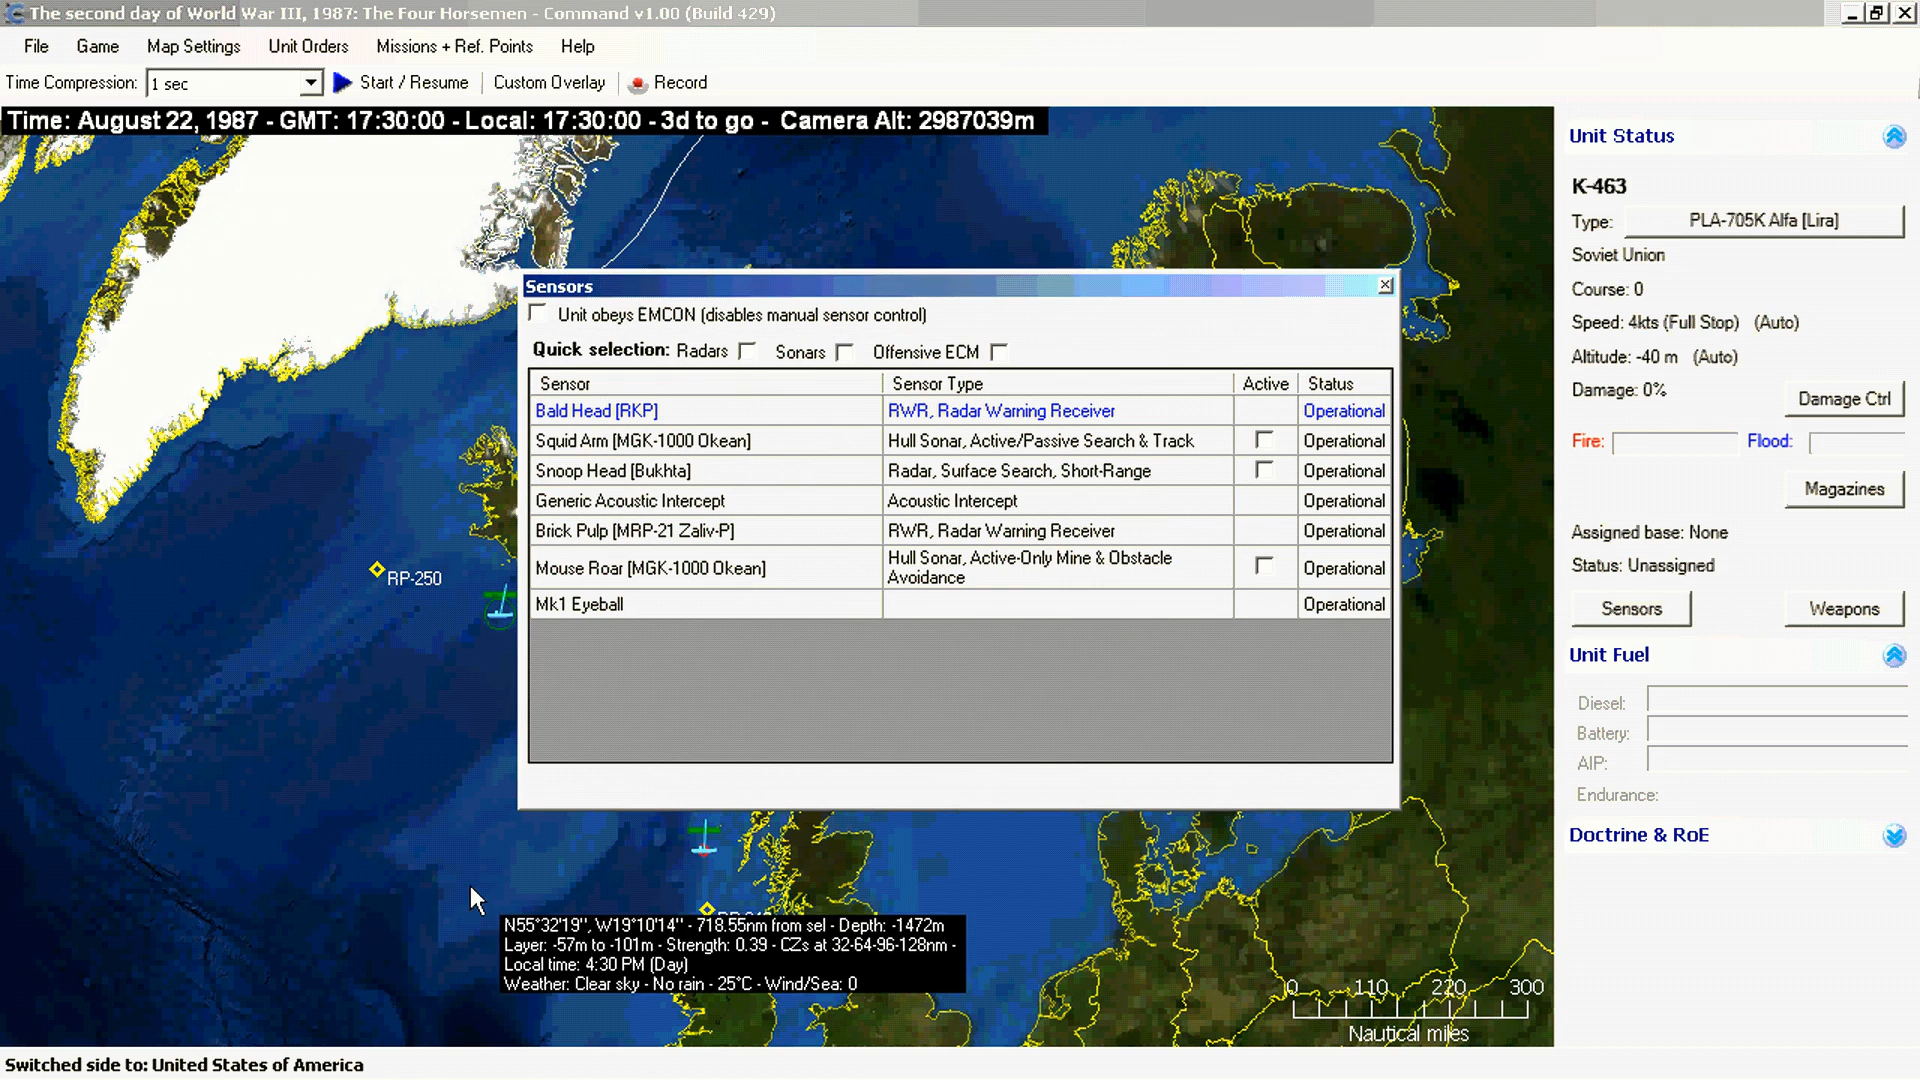 The second day of World War III, 1987: The Four Horsemen - Command v1.00 (Build 429)
File Game Map Settings Unit Orders Missions + Ref. Points Help
Time Compression: 1 sec Start / Resume Custom Overlay Record
Time: August 22, 1987 - GMT: 17:30:00 - Local: 17:30:00 - 3d to go - Camera Alt: 2987039m
Sensors
Unit obeys EMCON (disables manual sensor control)
Quick selection: Radars Sonars Offensive ECM
Sensor Sensor Type Active Status
Bald Head [RKP] RWR, Radar Warning Receiver Operational
Squid Arm [MGK-1000 Okean] Hull Sonar, Active/Passive Search & Track Operational
Snoop Head [Bukhta] Radar, Surface Search, Short-Range Operational
Generic Acoustic Intercept Acoustic Intercept Operational
Brick Pulp [MRP-21 Zaliv-P] RWR, Radar Warning Receiver Operational
Mouse Roar [MGK-1000 Okean] Hull Sonar, Active-Only Mine & Obstacle
Avoidance Operational
Mk1 Eyeball Operational
RP-250
N55°32'19", W19°10'14" - 718.55nm from sel - Depth: -1472m
Layer: -57m to -101m - Strength: 0.39 - CZs at 32-64-96-128nm -
Local time: 4:30 PM (Day)
Weather: Clear sky - No rain - 25°C - Wind/Sea: 0
0 110 220 300
Nautical miles
Unit Status
K-463
Type: PLA-705K Alfa [Lira]
Soviet Union
Course: 0
Speed: 4kts (Full Stop) (Auto)
Altitude: -40 m (Auto)
Damage: 0% Damage Ctrl
Fire: Flood:
Magazines
Assigned base: None
Status: Unassigned
Sensors Weapons
Unit Fuel
Diesel:
Battery:
AIP:
Endurance:
Doctrine & RoE
Switched side to: United States of America